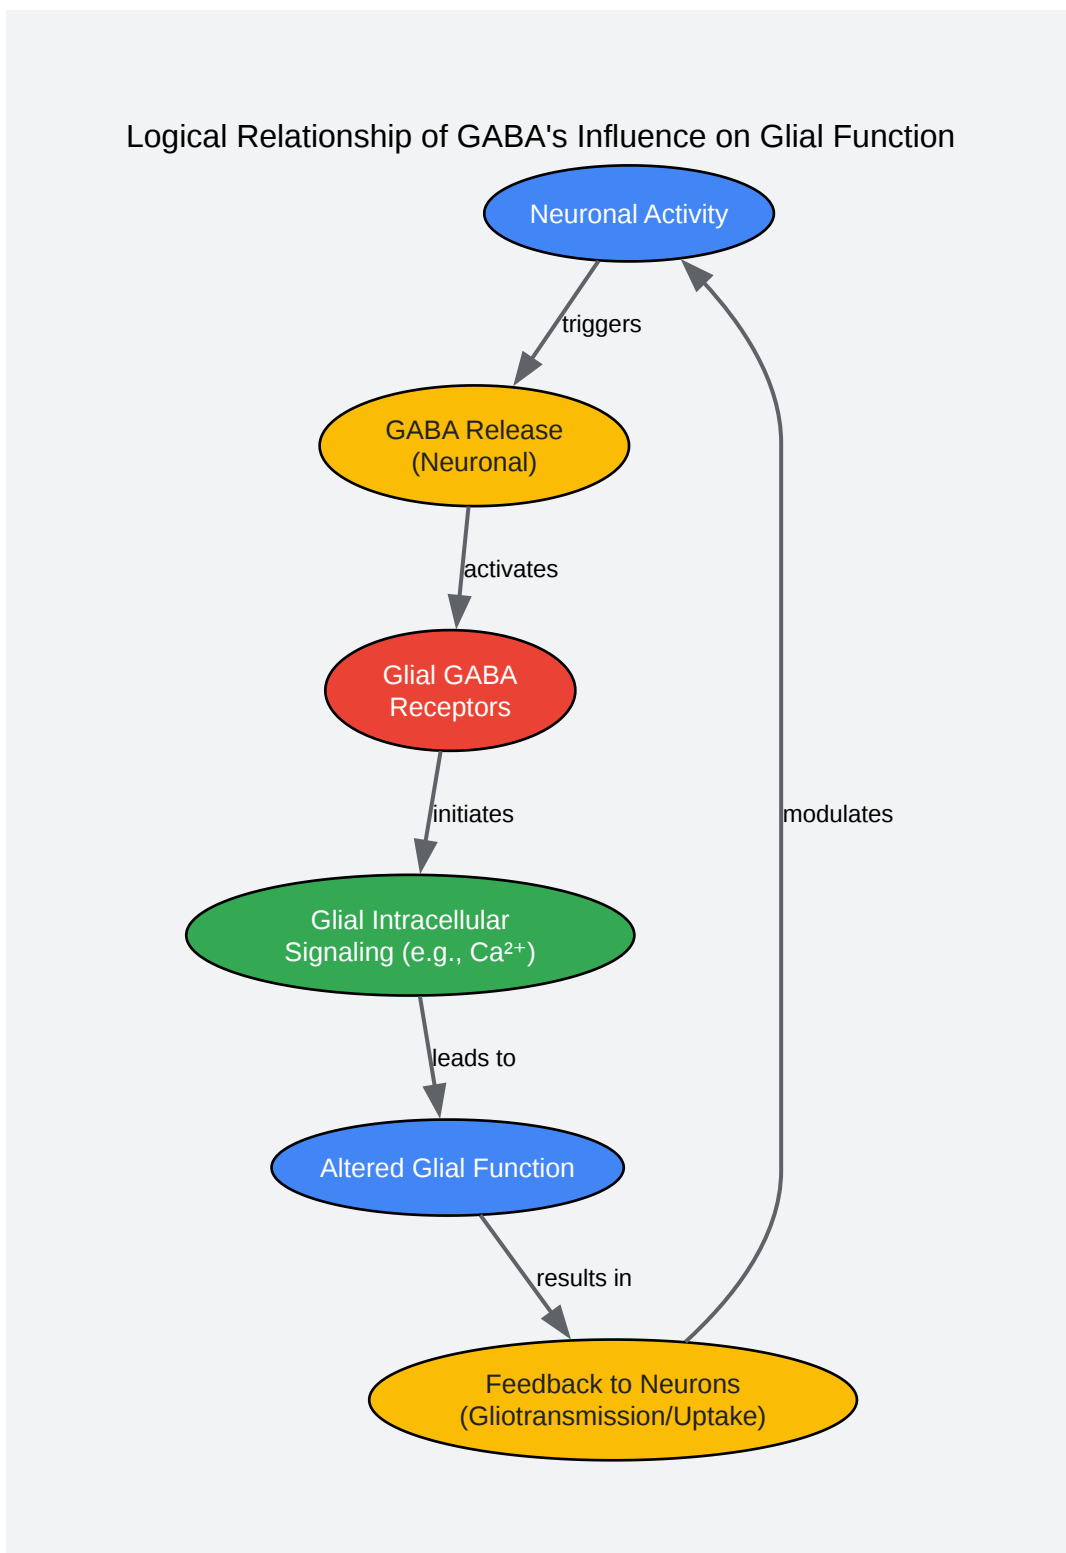 Logical Relationship of GABA's Influence on Glial Function
Neuronal Activity
triggers
GABA Release
(Neuronal)
activates
Glial GABA
Receptors
initiates
modulates
Glial Intracellular
Signaling (e.g., Ca²⁺)
leads to
Altered Glial Function
results in
Feedback to Neurons
(Gliotransmission/Uptake)